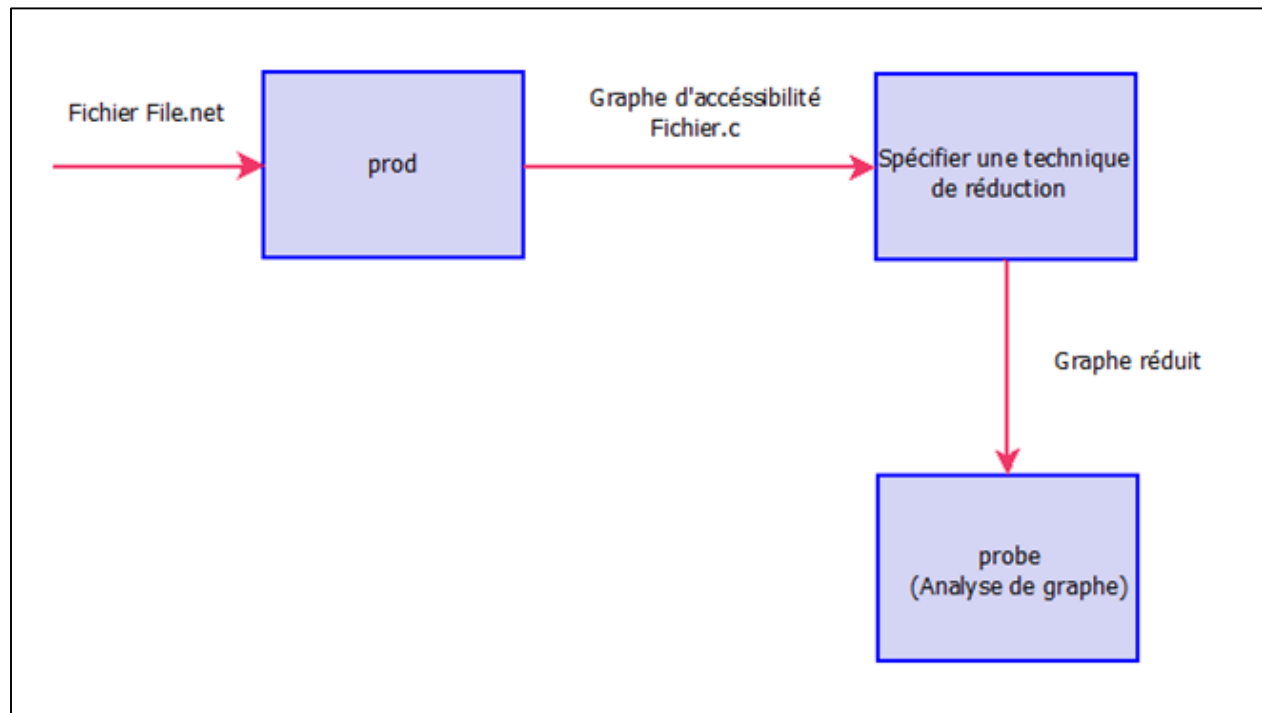 Fichier File.net
prod
Graphe d'accéssibilité
Fichier.c
Spécifier une technique
de réduction
Graphe réduit
probe
(Analyse de graphe)